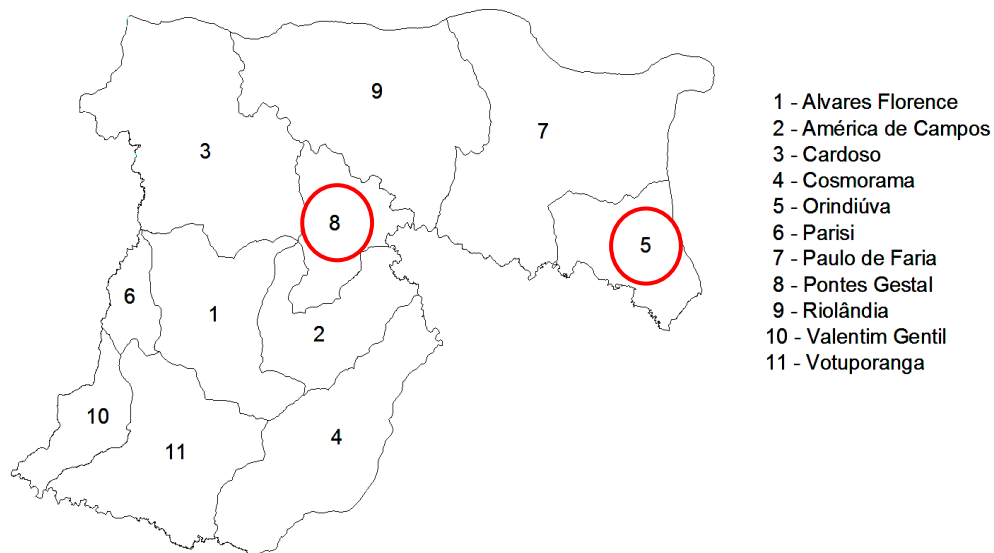 9
7
3
8
5
6
1
2
10
4
11
1 - Alvares Florence
2 - América de Campos
3 - Cardoso
4 - Cosmorama
5 - Orindiúva
6 - Parisi
7 - Paulo de Faria
8 - Pontes Gestal
9 - Riolândia
10 - Valentim Gentil
11 - Votuporanga